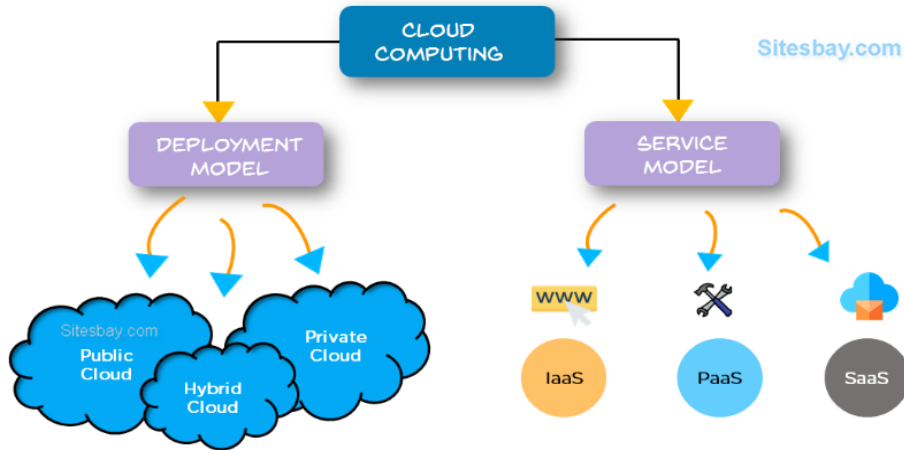 CLOUD
COMPUTING
Sitesbay.com
DEPLOYMENT
MODEL
SERVICE
MODEL
Sitesbay.com
Public
Cloud
Hybrid
Cloud
Private
Cloud
WWW
IaaS
PaaS
SaaS